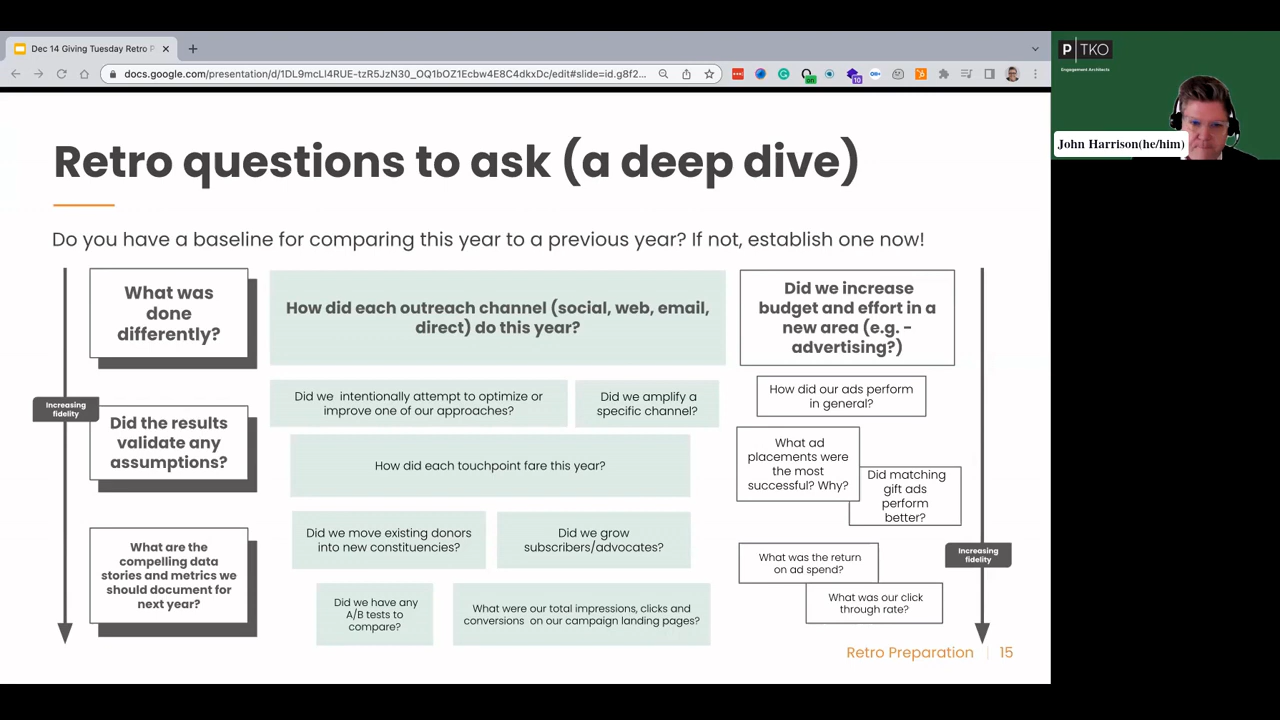 Dec 14 Giving Tuesday Retro P
docs.google.com/presentation/d/1DL9mcLl4RUE-tzR5JzNh0_OQ1bOZ1Ecbw4E8C4dkxDc/edit#slide=id.g8f2...
on
10
P TKO
Engagement Architects
John Harrison(he/him)
Retro questions to ask (a deep dive)
Do you have a baseline for comparing this year to a previous year? If not, establish one now!
What was
done
differently?
Increasing
fidelity
Did the results
validate any
assumptions?
What are the
compelling data
stories and metrics we
should document for
next year?
How did each outreach channel (social, web, email,
direct) do this year?
Did we intentionally attempt to optimize or
improve one of our approaches?
Did we amplify a
specific channel?
How did each touchpoint fare this year?
Did we move existing donors
into new constituencies?
Did we grow
subscribers/advocates?
Did we have any
A/B tests to
compare?
What were our total impressions, clicks and
conversions on our campaign landing pages?
Did we increase
budget and effort in a
new area (e.g. -
advertising?)
How did our ads perform
in general?
What ad
placements were
the most
successful? Why?
Did matching
gift ads
perform
better?
What was the return
on ad spend?
What was our click
through rate?
Increasing
fidelity
Retro Preparation
15